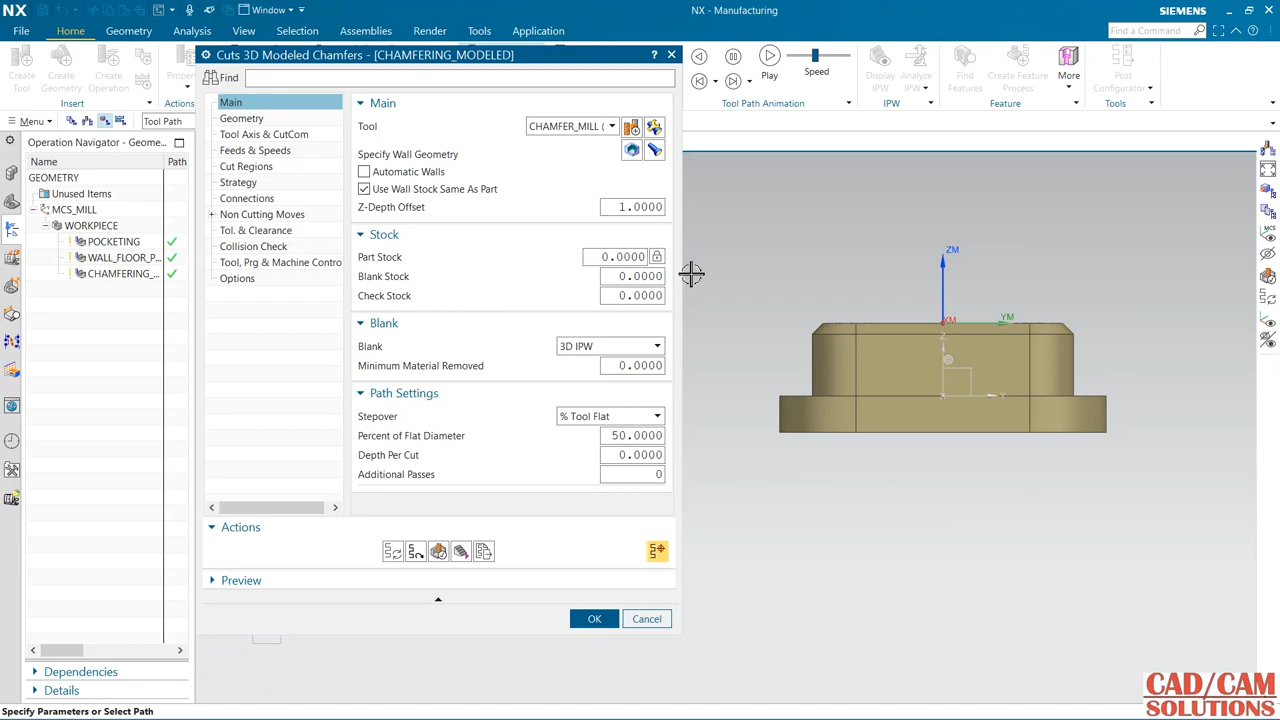 NX
Window
NX - Manufacturing
SIEMENS
File
Home
Geometry
Analysis
View
Selection
Assemblies
Render
Tools
Application
Find a Command
Create Tool
Create Geometry
Create Operation
Properties
Insert
Actions
Play
Speed
Tool Path Animation
Display IPW
Analyze IPW
IPW
Find Features
Create Feature Process
More
Feature
Post Configurator
Tools
Menu
Tool Path
Operation Navigator - Geome...
Name
Path
GEOMETRY
Unused Items
MCS_MILL
WORKPIECE
POCKETING
WALL_FLOOR_P...
CHAMFERING_...
Dependencies
Details
Cuts 3D Modeled Chamfers - [CHAMFERING_MODELED]
?
Find
Main
Geometry
Tool Axis & CutCom
Feeds & Speeds
Cut Regions
Strategy
Connections
Non Cutting Moves
Tol. & Clearance
Collision Check
Tool, Prg & Machine Contro
Options
Main
Tool
CHAMFER_MILL (
Specify Wall Geometry
Automatic Walls
Use Wall Stock Same As Part
Z-Depth Offset
1.0000
Stock
Part Stock
0.0000
Blank Stock
0.0000
Check Stock
0.0000
Blank
Blank
3D IPW
Minimum Material Removed
0.0000
Path Settings
Stepover
% Tool Flat
Percent of Flat Diameter
50.0000
Depth Per Cut
0.0000
Additional Passes
0
Actions
Preview
OK
Cancel
ZM
YM
XM
Z
X
Y
MCS
Specify Parameters or Select Path
CAD/CAM
SOLUTIONS